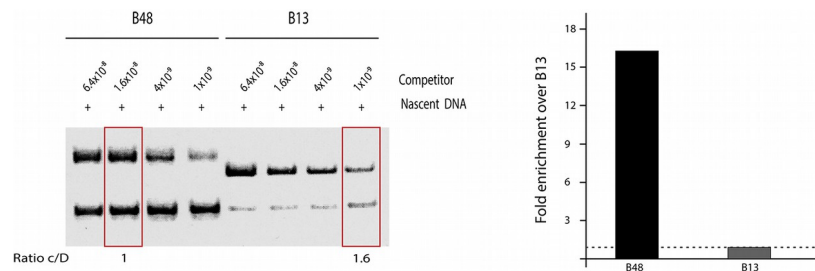 B48 B13
6.4x10⁻⁸ 1.6x10⁻⁸ 4x10⁻⁹ 1x10⁻⁹ 6.4x10⁻⁸ 1.6x10⁻⁸ 4x10⁻⁹ 1x10⁻⁹ Competitor
+ + + + + + + + Nascent DNA
Ratio c/D 1 1.6
Fold enrichment over B13
18
15
12
9
6
3
B48 B13